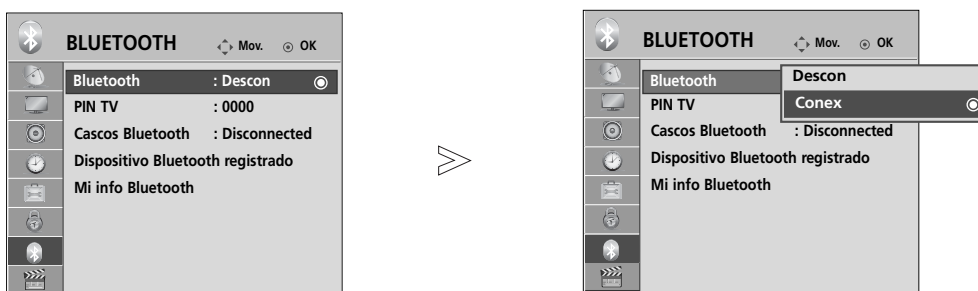 BLUETOOTH Mov. OK
Bluetooth : Descon
PIN TV : 0000
Cascos Bluetooth : Disconnected
Dispositivo Bluetooth registrado
Mi info Bluetooth
BLUETOOTH Mov. OK
Bluetooth Descon
PIN TV Conex
Cascos Bluetooth : Disconnected
Dispositivo Bluetooth registrado
Mi info Bluetooth